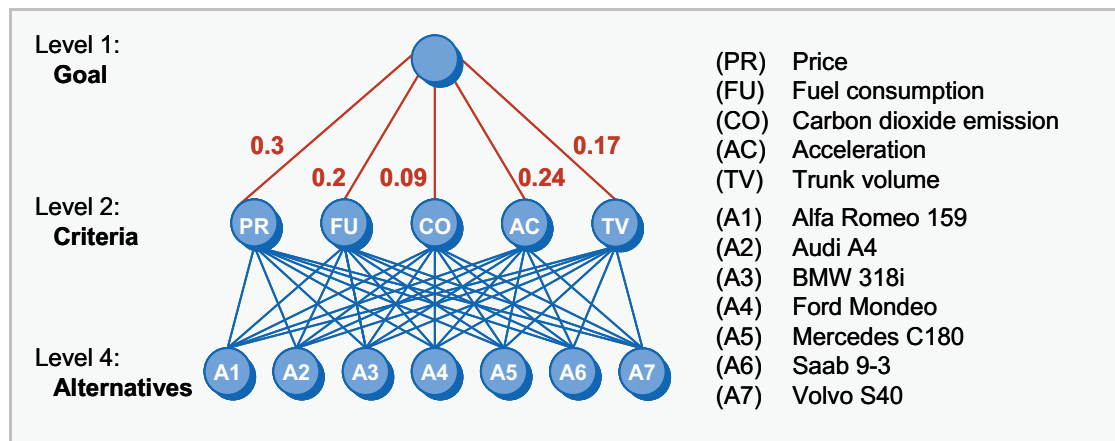 Level 1:
Goal
0.3
0.2
0.09
0.24
0.17
Level 2:
Criteria
PR
FU
CO
AC
TV
Level 4:
Alternatives
A1
A2
A3
A4
A5
A6
A7
(PR) Price
(FU) Fuel consumption
(CO) Carbon dioxide emission
(AC) Acceleration
(TV) Trunk volume
(A1) Alfa Romeo 159
(A2) Audi A4
(A3) BMW 318i
(A4) Ford Mondeo
(A5) Mercedes C180
(A6) Saab 9-3
(A7) Volvo S40